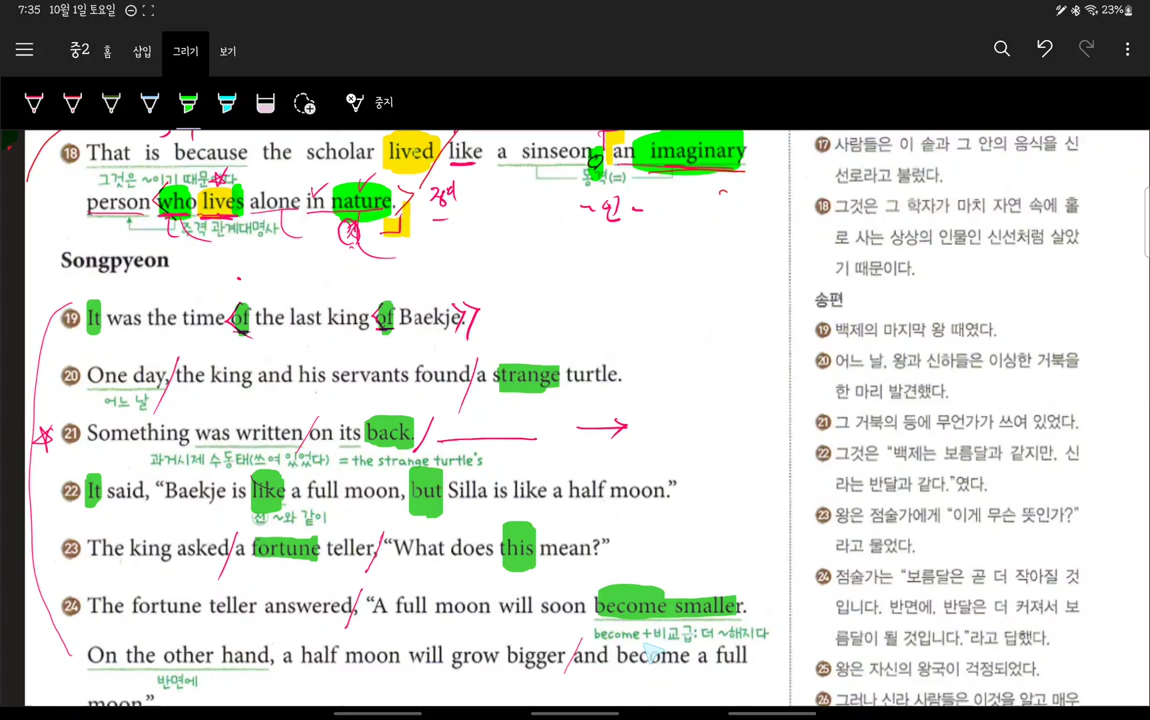 7:35 10월 1일 토요일 23%
중2 홈 삽입 그리기 보기
중지
⑱ That is because the scholar lived like a sinseon, an imaginary
그것은 ~이기 때문이다 동격(=)
person who lives alone in nature.
주격 관계대명사
~인~
Songpyeon
⑲ It was the time of the last king of Baekje.
⑳ One day, the king and his servants found a strange turtle.
어느 날
㉑ Something was written on its back.
과거시제 수동태(쓰여 있었다) = the strange turtle's
㉒ It said, “Baekje is like a full moon, but Silla is like a half moon.”
전 ~와 같이
㉓ The king asked a fortune teller, “What does this mean?”
㉔ The fortune teller answered, “A full moon will soon become smaller.
become+비교급: 더 ~해지다
On the other hand, a half moon will grow bigger and become a full
반면에
moon.”
⑰ 사람들은 이 솥과 그 안의 음식을 신
선로라고 불렀다.
⑱ 그것은 그 학자가 마치 자연 속에 홀
로 사는 상상의 인물인 신선처럼 살았
기 때문이다.
송편
⑲ 백제의 마지막 왕 때였다.
⑳ 어느 날, 왕과 신하들은 이상한 거북을
한 마리 발견했다.
㉑ 그 거북의 등에 무언가가 쓰여 있었다.
㉒ 그것은 “백제는 보름달과 같지만, 신
라는 반달과 같다.”였다.
㉓ 왕은 점술가에게 “이게 무슨 뜻인가?”
라고 물었다.
㉔ 점술가는 “보름달은 곧 더 작아질 것
입니다. 반면에, 반달은 더 커져서 보
름달이 될 것입니다.”라고 답했다.
㉕ 왕은 자신의 왕국이 걱정되었다.
㉖ 그러나 신라 사람들은 이것을 알고 매우